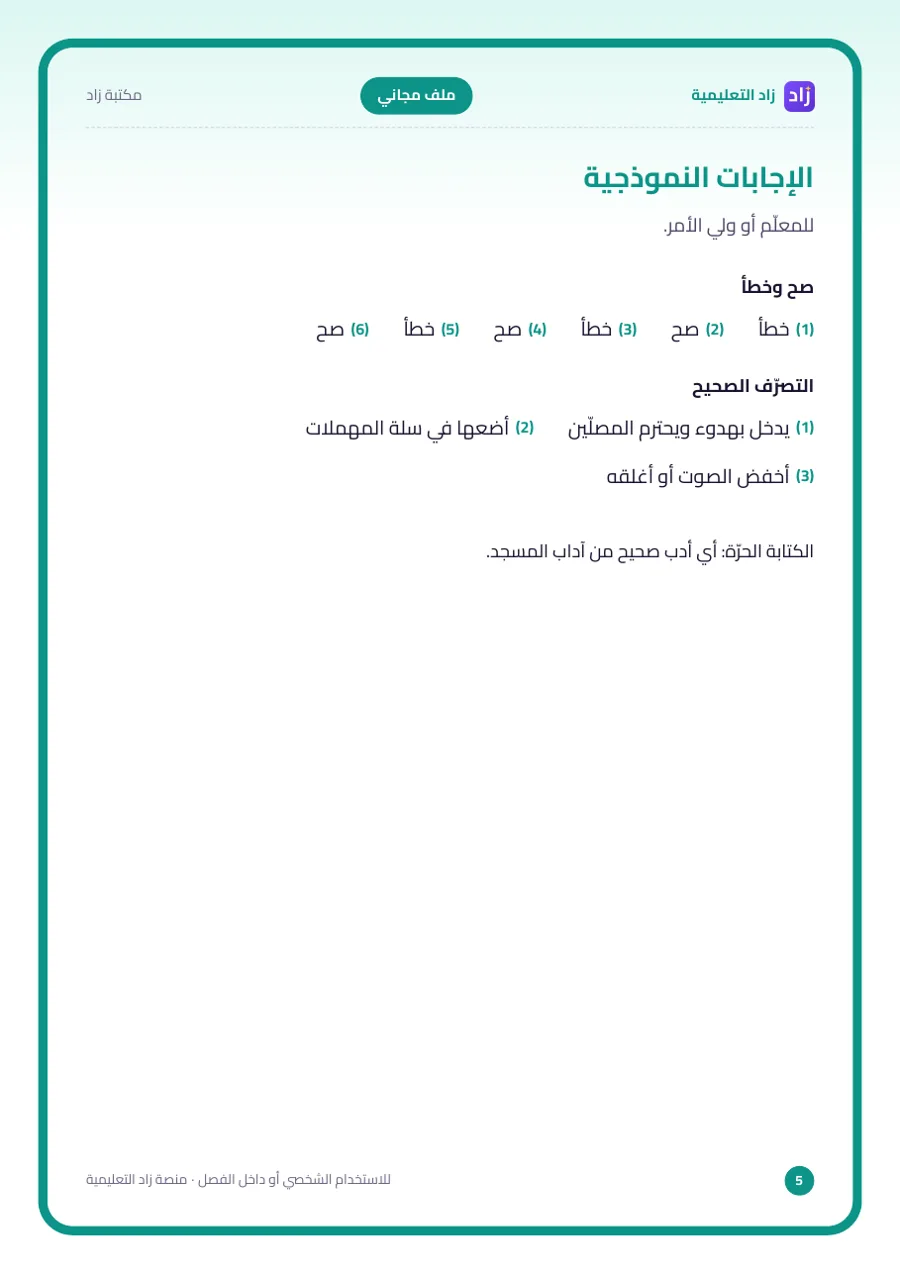 زاد
زاد التعليمية
ملف مجاني
مكتبة زاد
الإجابات النموذجية
للمعلّم أو ولي الأمر.
صح وخطأ
(1) خطأ (2) صح (3) خطأ (4) صح (5) خطأ (6) صح
التصرّف الصحيح
(1) يدخل بهدوء ويحترم المصلّين (2) أضعها في سلة المهملات
(3) أخفض الصوت أو أغلقه
الكتابة الحرّة: أي أدب صحيح من آداب المسجد.
5
للاستخدام الشخصي أو داخل الفصل · منصة زاد التعليمية